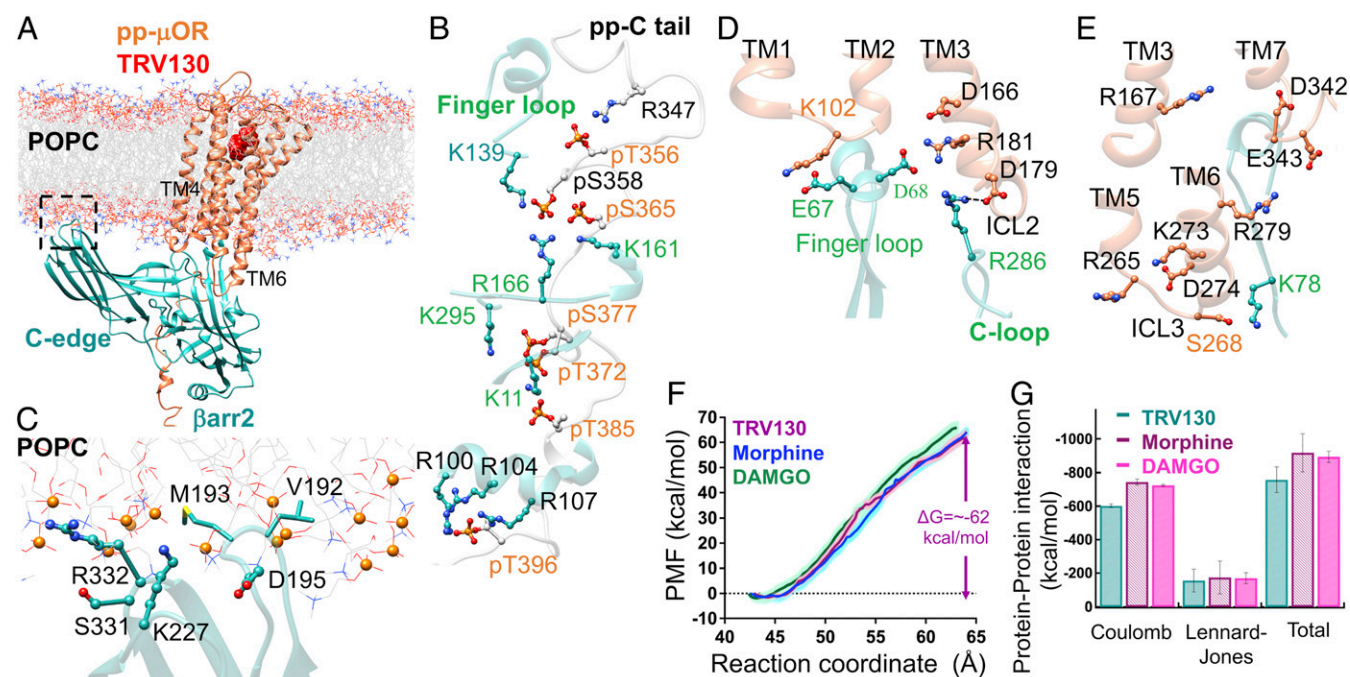 A
pp-μOR
TRV130
POPC
TM4
TM6
C-edge
βarr2
B
pp-C tail
Finger loop
R347
K139
pT356
pS358
pS365
K161
R166
K295
pS377
pT372
K11
pT385
R100
R104
R107
pT396
C
POPC
M193
V192
R332
D195
S331
K227
D
TM1
TM2
TM3
K102
D166
R181
D179
E67
D68
ICL2
Finger loop
R286
C-loop
E
TM3
TM7
R167
D342
E343
TM5
TM6
K273
R279
R265
D274
K78
ICL3
S268
F
TRV130
Morphine
DAMGO
PMF (kcal/mol)
70
60
50
40
30
20
10
0
-10
ΔG=~-62
kcal/mol
40
45
50
55
60
65
Reaction coordinate (Å)
G
TRV130
Morphine
DAMGO
Protein-Protein interaction
(kcal/mol)
-1000
-800
-600
-400
-200
0
Coulomb
Lennard-
Jones
Total